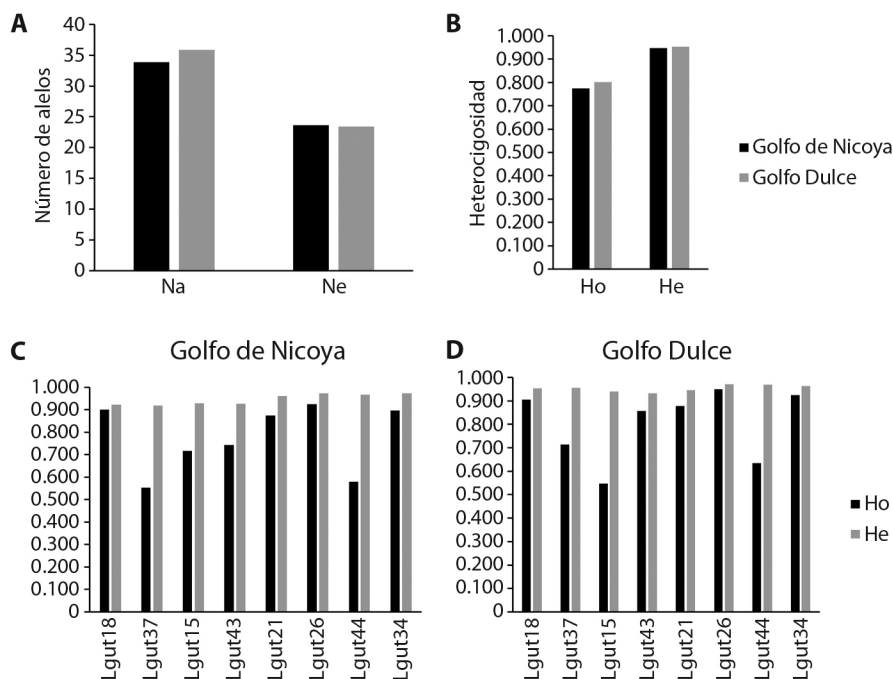 A
Número de alelos
40
35
30
25
20
15
10
5
0
Na
Ne
B
Heterocigosidad
1.000
0.900
0.800
0.700
0.600
0.500
0.400
0.300
0.200
0.100
0
Ho
He
Golfo de Nicoya
Golfo Dulce
C
Golfo de Nicoya
1.000
0.900
0.800
0.700
0.600
0.500
0.400
0.300
0.200
0.100
0
Lgut18
Lgut37
Lgut15
Lgut43
Lgut21
Lgut26
Lgut44
Lgut34
D
Golfo Dulce
1.000
0.900
0.800
0.700
0.600
0.500
0.400
0.300
0.200
0.100
0
Lgut18
Lgut37
Lgut15
Lgut43
Lgut21
Lgut26
Lgut44
Lgut34
Ho
He